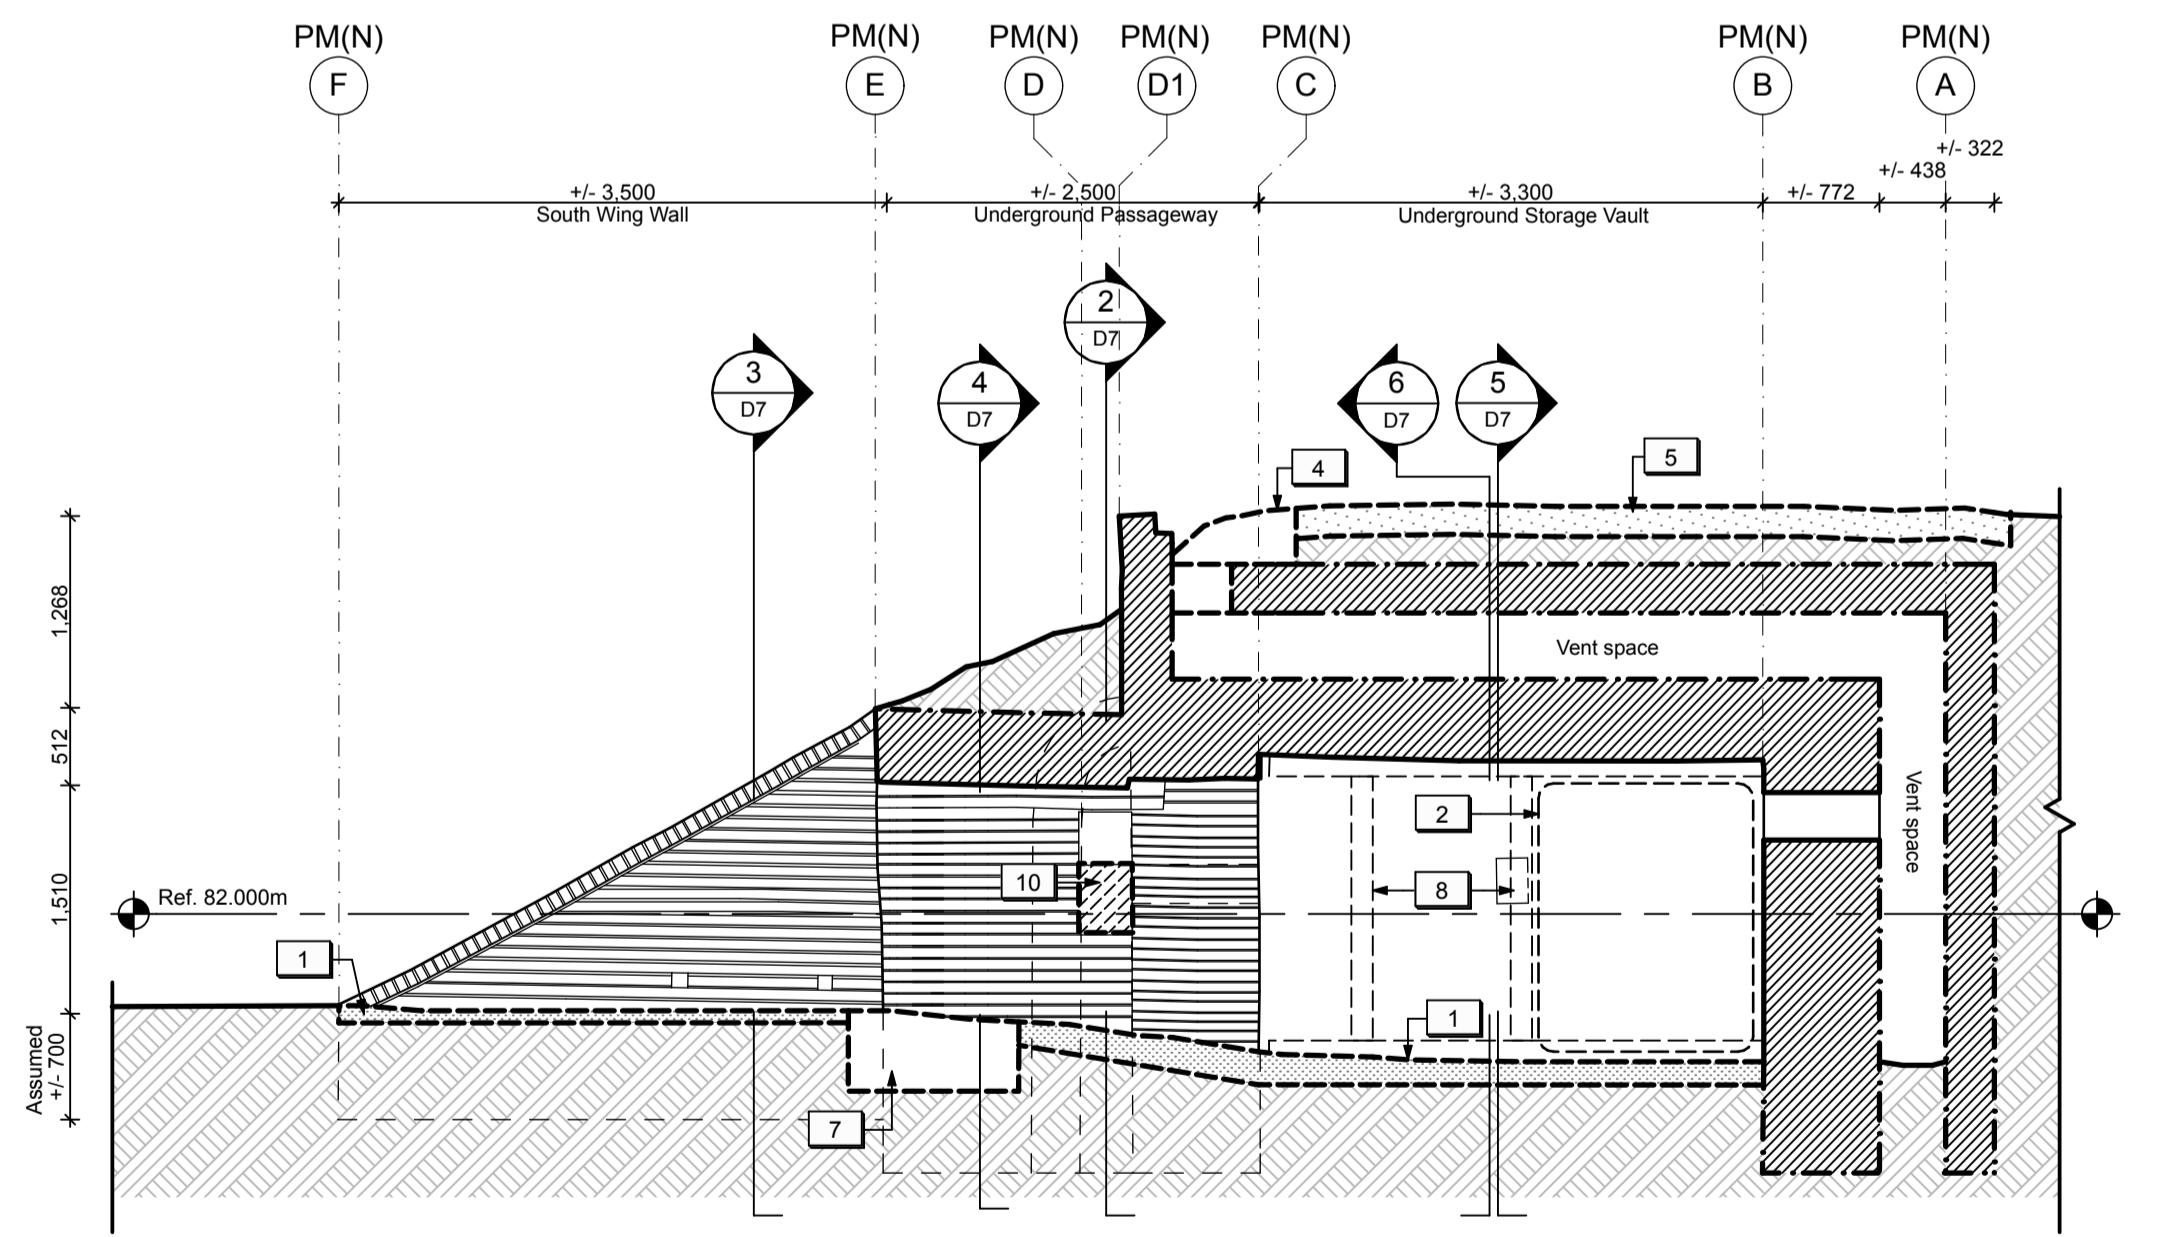 PM(N) PM(N) PM(N) PM(N) PM(N) PM(N) PM(N)
F E D D1 C B A
+/- 322
+/- 438
+/- 3,500 +/- 2,500 +/- 3,300 +/- 772
South Wing Wall Underground Passageway Underground Storage Vault
2
D7
3
D7
4
D7
6
D7
5
D7
4
5
1,268
Vent space
512
2
Vent space
10
8
1,510
Ref. 82.000m
1
1
Assumed
+/- 700
7